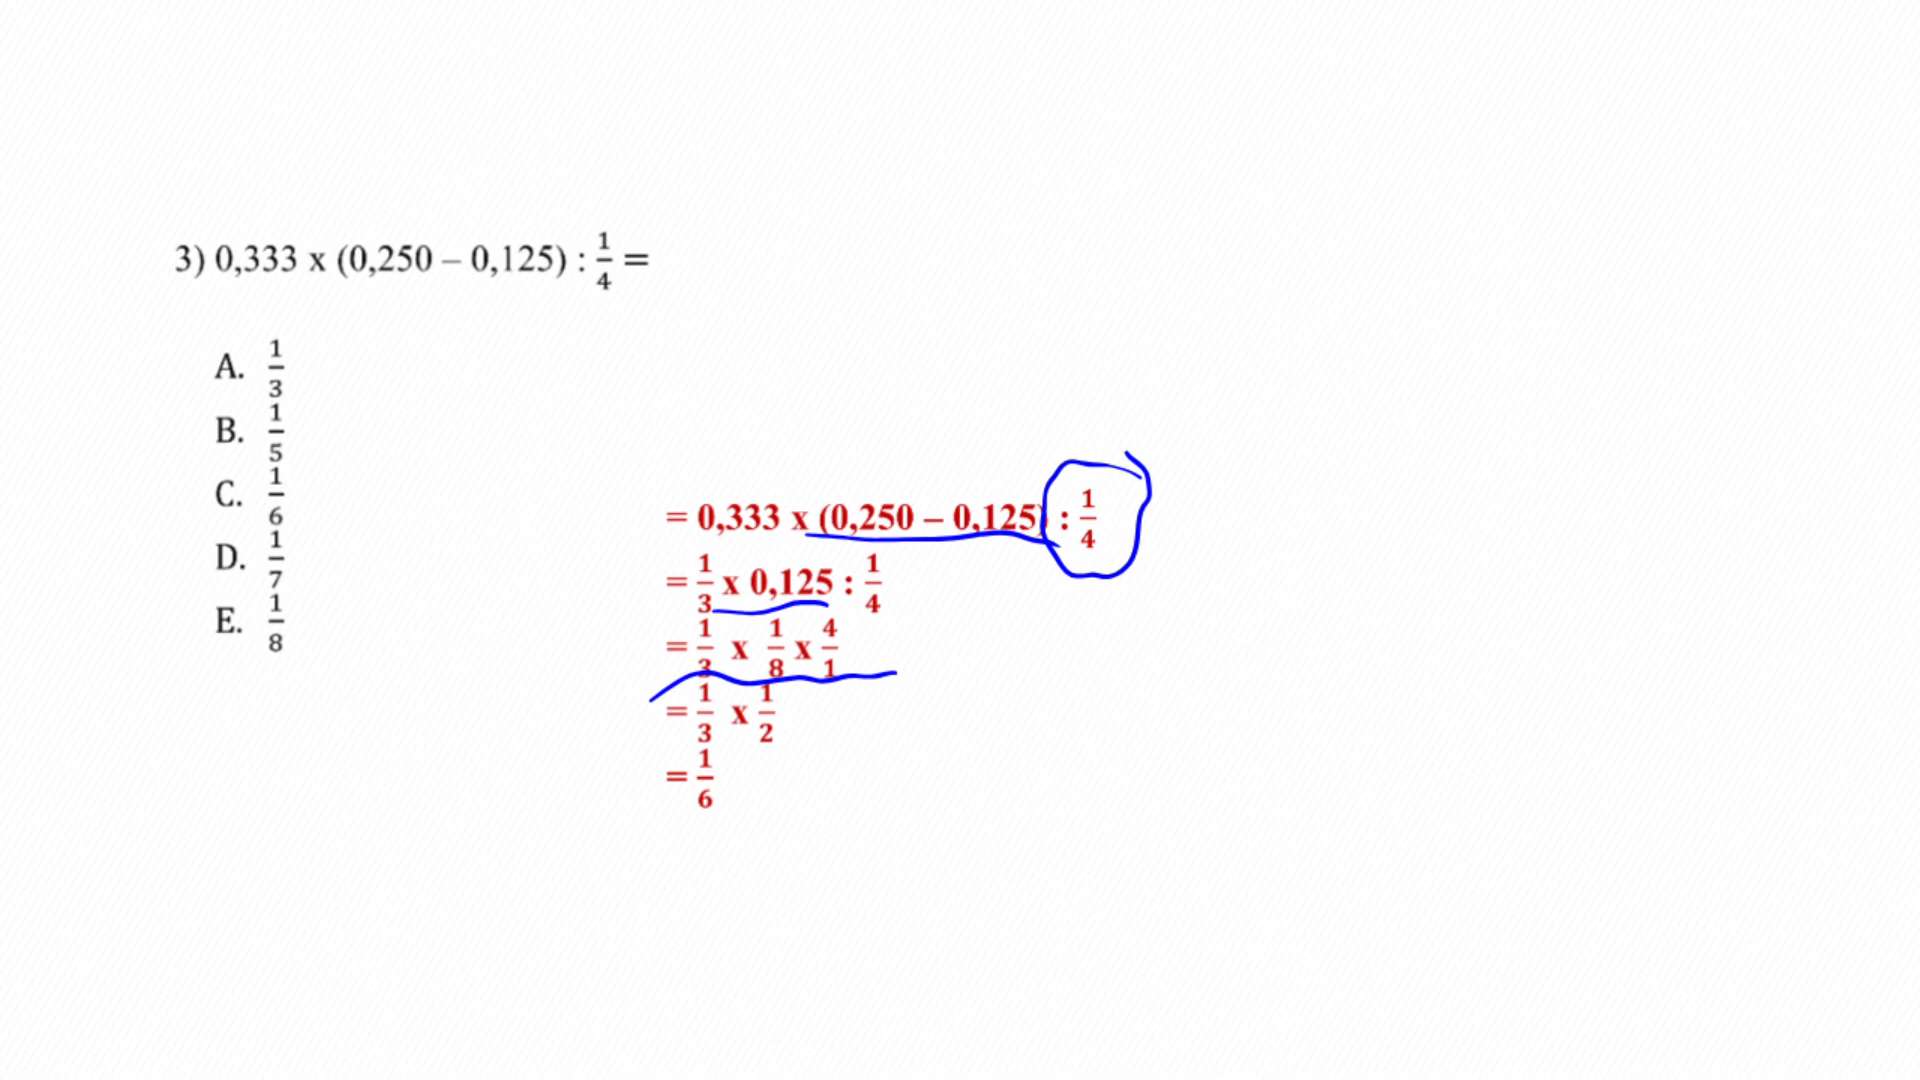 3) 0,333 x (0,250 – 0,125) : 1/4 =
A. 1/3
B. 1/5
C. 1/6
D. 1/7
E. 1/8
= 0,333 x (0,250 – 0,125) : 1/4
= 1/3 x 0,125 : 1/4
= 1/3 x 1/8 x 4/1
= 1/3 x 1/2
= 1/6